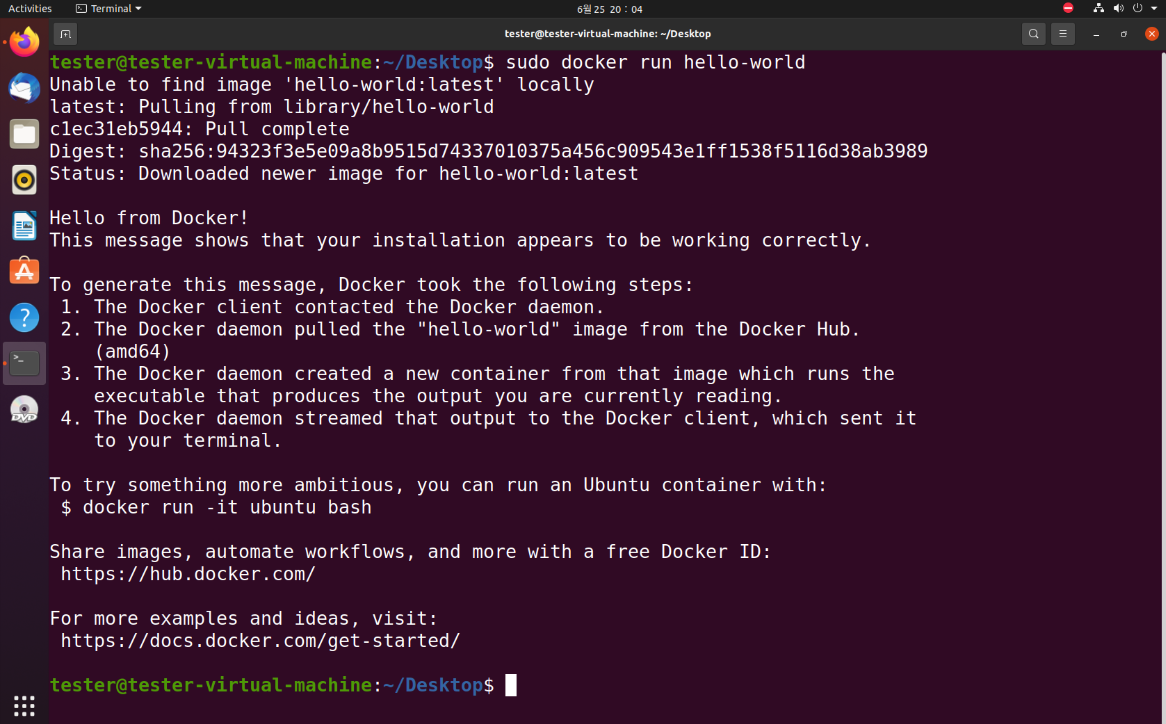 Activities
Terminal
6월 25 20 : 04
tester@tester-virtual-machine: ~/Desktop
tester@tester-virtual-machine:~/Desktop$ sudo docker run hello-world
Unable to find image 'hello-world:latest' locally
latest: Pulling from library/hello-world
c1ec31eb5944: Pull complete
Digest: sha256:94323f3e5e09a8b9515d74337010375a456c909543e1ff1538f5116d38ab3989
Status: Downloaded newer image for hello-world:latest
Hello from Docker!
This message shows that your installation appears to be working correctly.
To generate this message, Docker took the following steps:
1. The Docker client contacted the Docker daemon.
2. The Docker daemon pulled the "hello-world" image from the Docker Hub.
(amd64)
3. The Docker daemon created a new container from that image which runs the
executable that produces the output you are currently reading.
4. The Docker daemon streamed that output to the Docker client, which sent it
to your terminal.
To try something more ambitious, you can run an Ubuntu container with:
$ docker run -it ubuntu bash
Share images, automate workflows, and more with a free Docker ID:
https://hub.docker.com/
For more examples and ideas, visit:
https://docs.docker.com/get-started/
tester@tester-virtual-machine:~/Desktop$
DVD